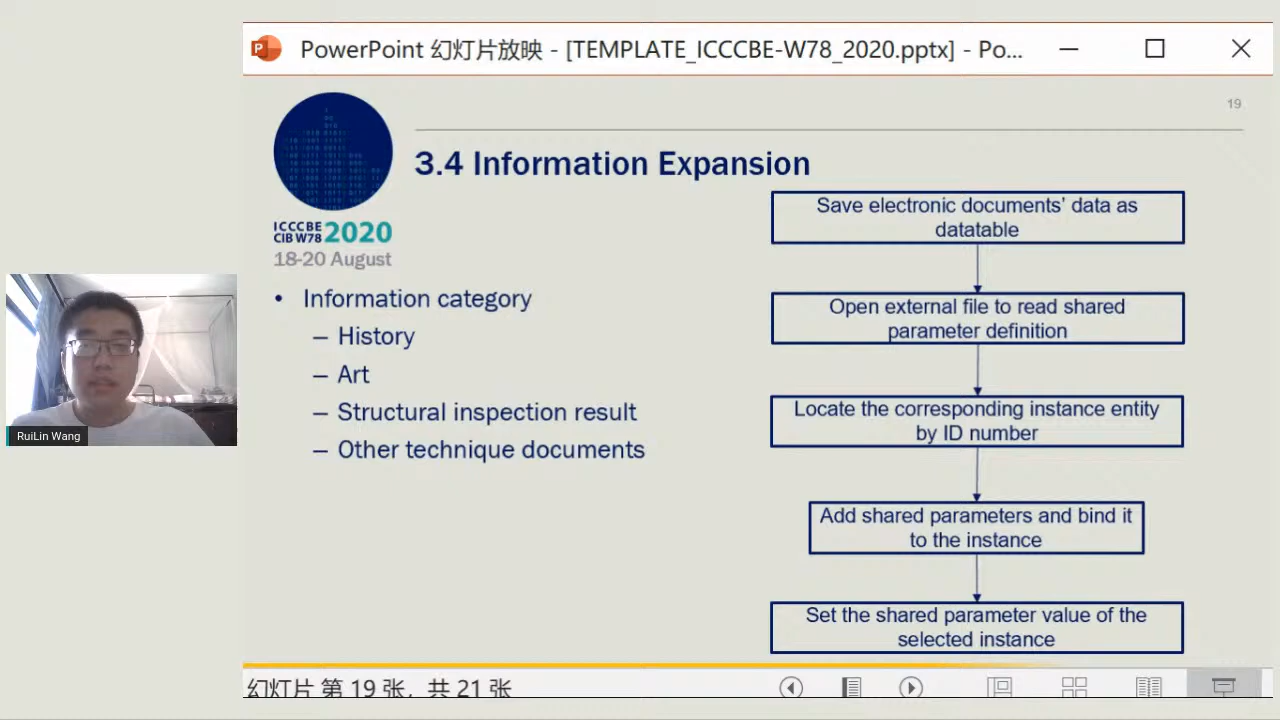 PowerPoint 幻灯片放映 - [TEMPLATE_ICCCBE-W78_2020.pptx] - Po...
19
3.4 Information Expansion
ICCCBE
CIB W78 2020
18-20 August
• Information category
– History
– Art
– Structural inspection result
– Other technique documents
Save electronic documents' data as
datatable
Open external file to read shared
parameter definition
Locate the corresponding instance entity
by ID number
Add shared parameters and bind it
to the instance
Set the shared parameter value of the
selected instance
RuiLin Wang
幻灯片 第 19 张，共 21 张